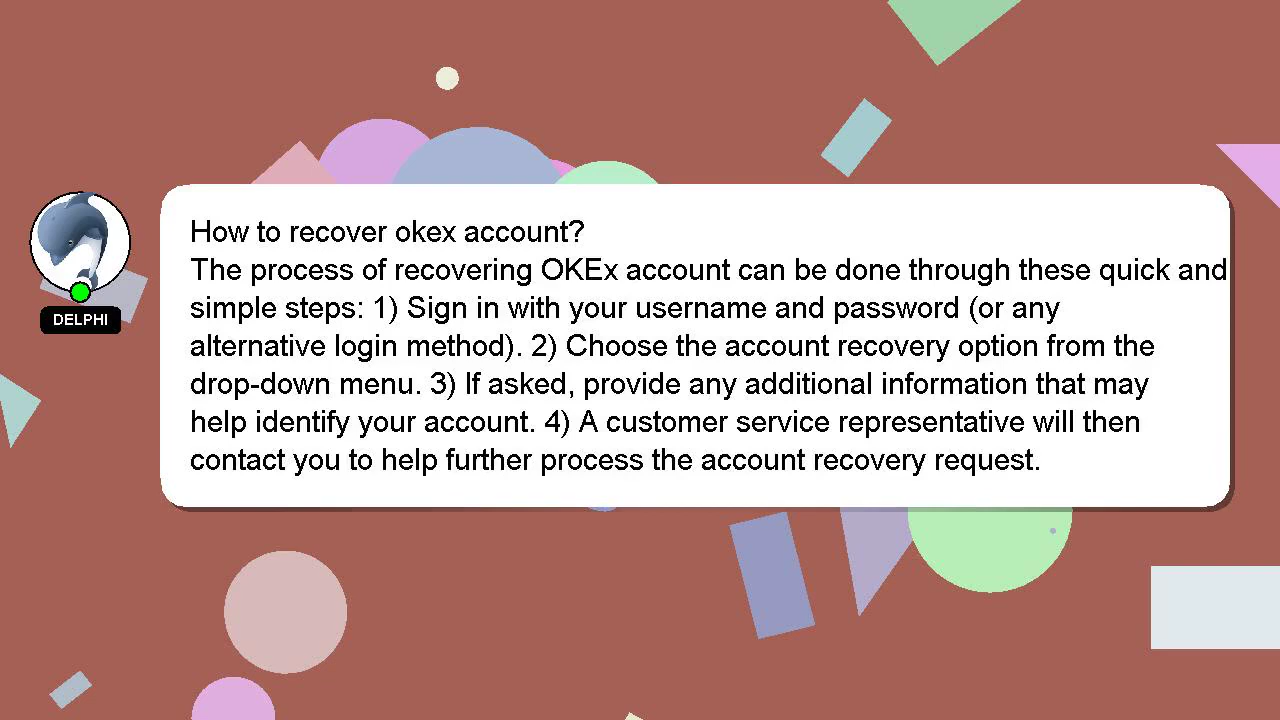 How to recover okex account?
The process of recovering OKEx account can be done through these quick and
simple steps: 1) Sign in with your username and password (or any
alternative login method). 2) Choose the account recovery option from the
drop-down menu. 3) If asked, provide any additional information that may
help identify your account. 4) A customer service representative will then
contact you to help further process the account recovery request.
DELPHI